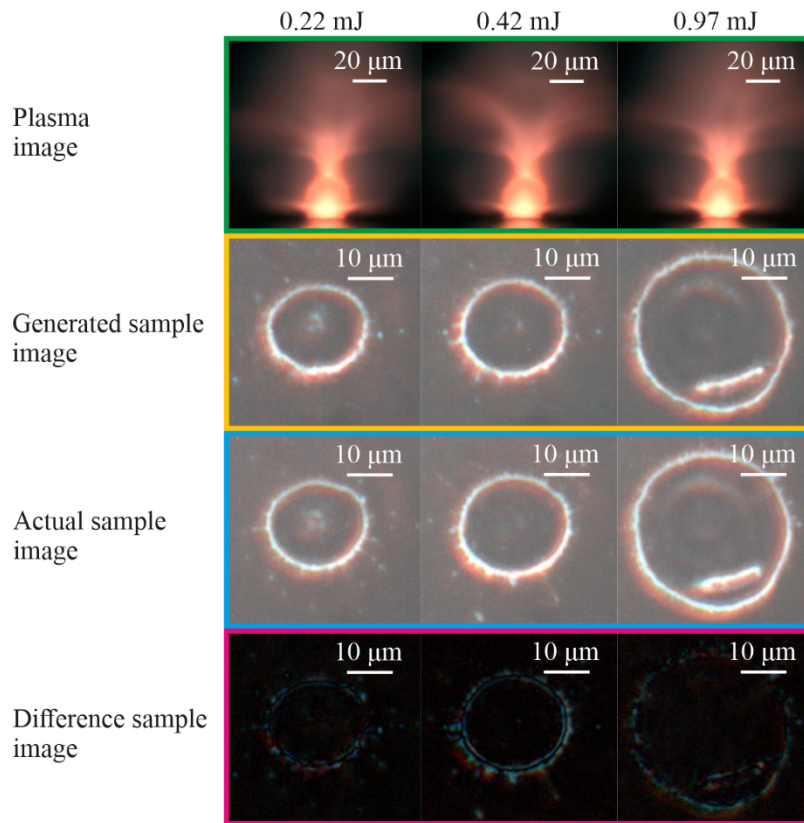 0.22 mJ 0.42 mJ 0.97 mJ
20 μm 20 μm 20 μm
Plasma
image
10 μm 10 μm 10 μm
Generated sample
image
10 μm 10 μm 10 μm
Actual sample
image
10 μm 10 μm 10 μm
Difference sample
image